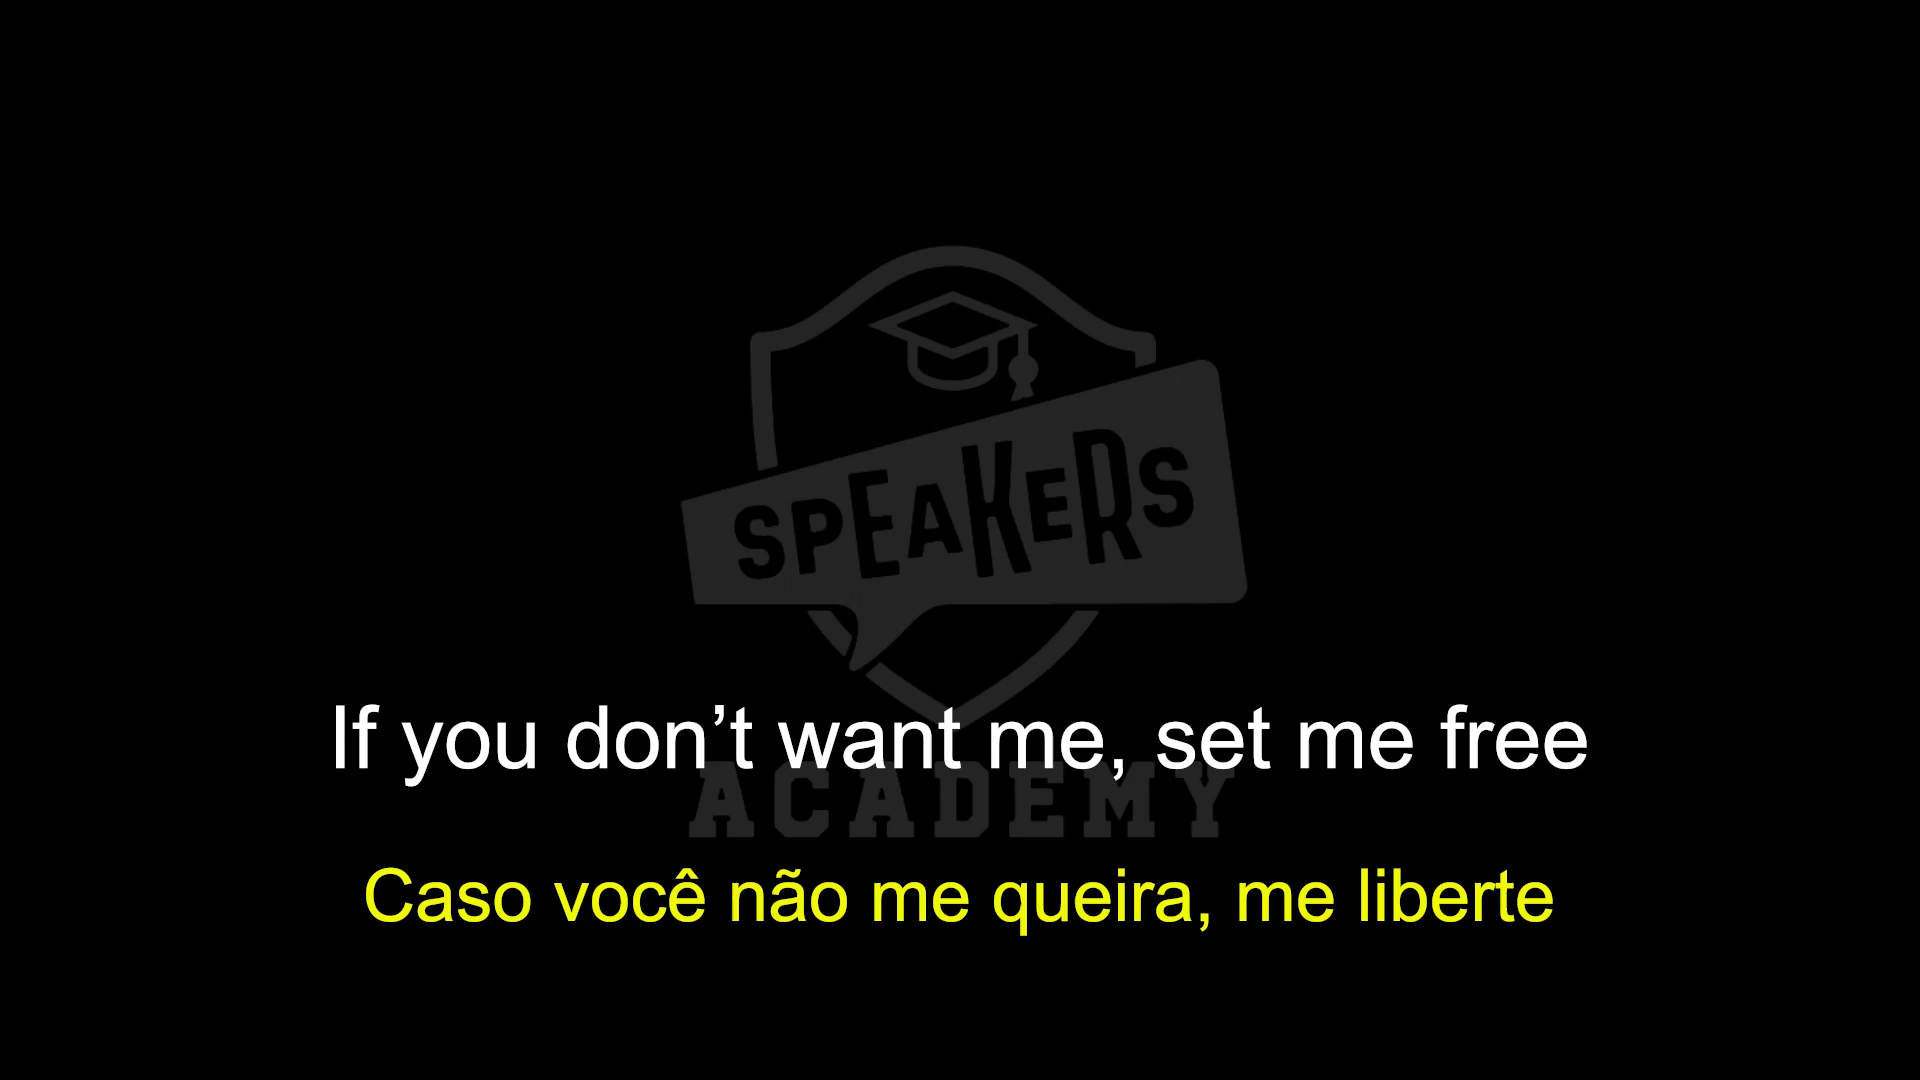 SPEAKERS
If you don’t want me, set me free
ACADEMY
Caso você não me queira, me liberte